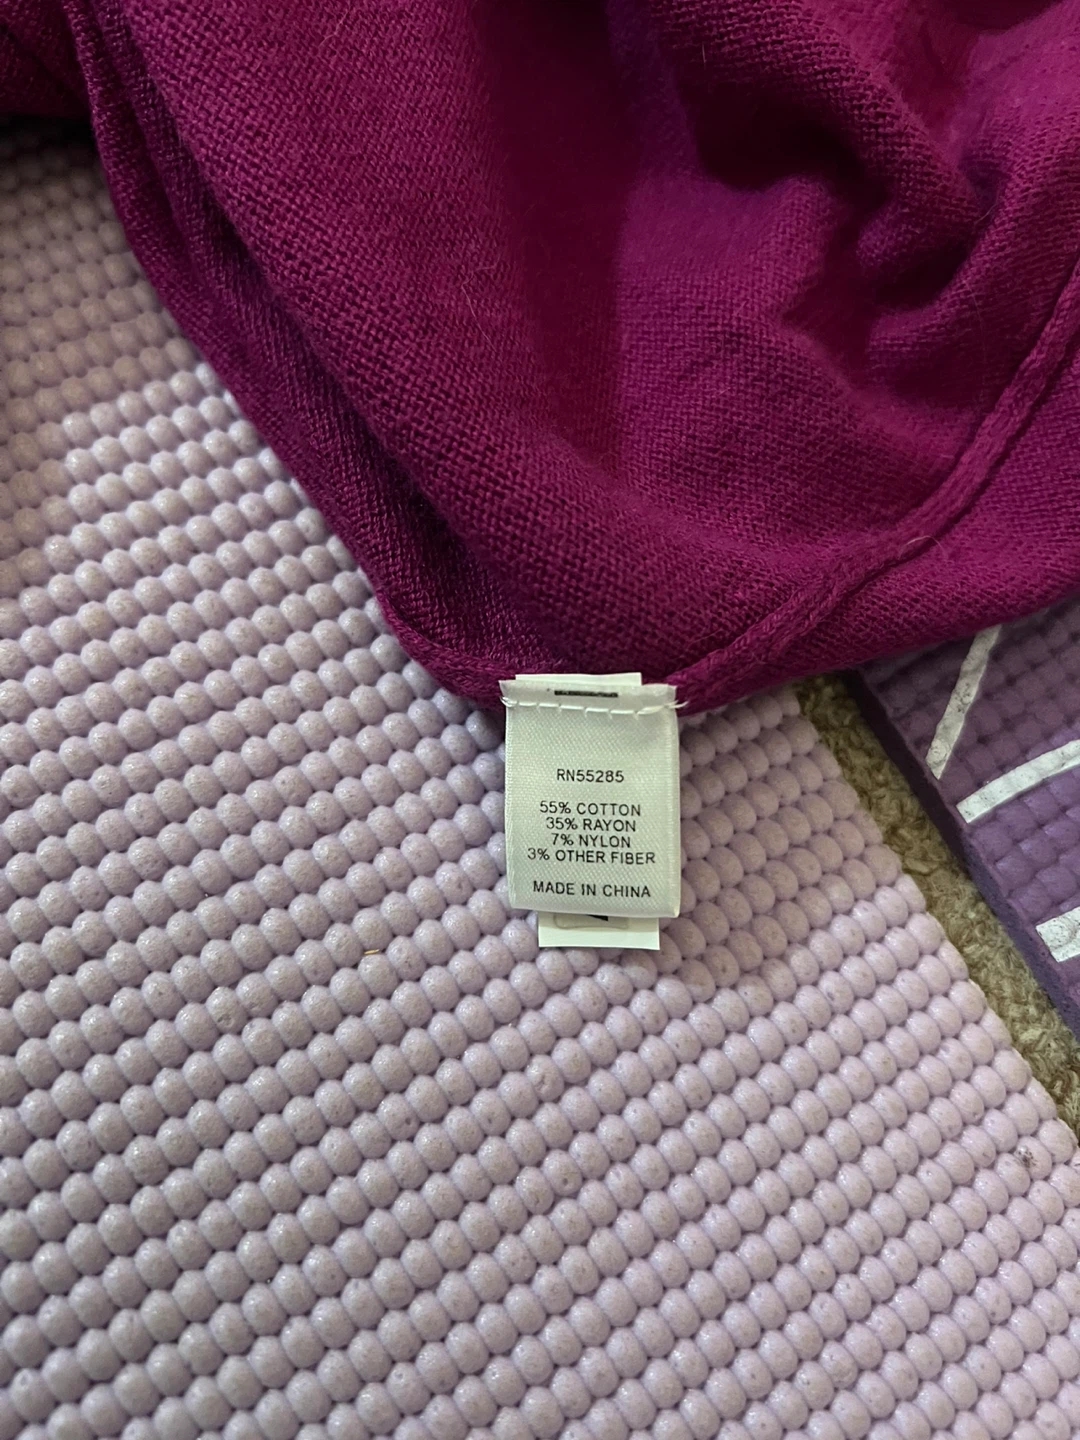 RN55285
55% COTTON
35% RAYON
7% NYLON
3% OTHER FIBER
MADE IN CHINA